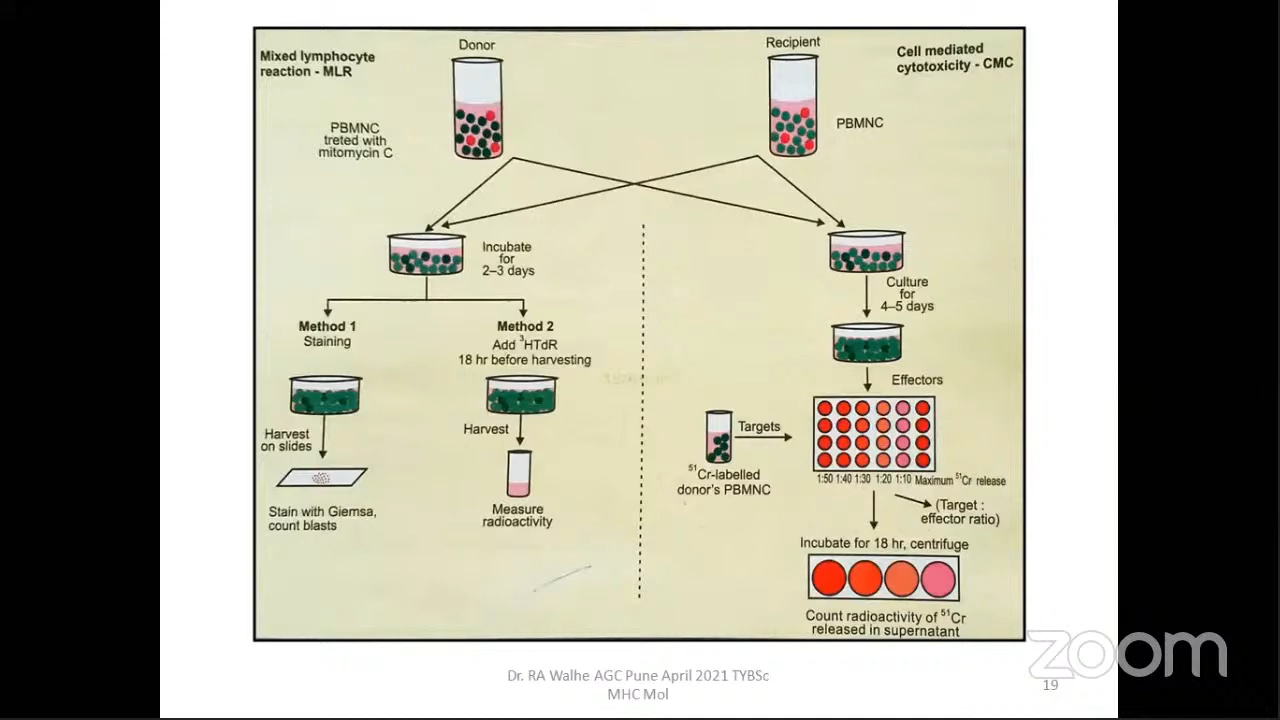 Mixed lymphocyte
reaction - MLR
Donor
Recipient
Cell mediated
cytotoxicity - CMC
PBMNC
treted with
mitomycin C
PBMNC
Incubate
for
2–3 days
Culture
for
4–5 days
Method 1
Staining
Method 2
Add ³HTdR
18 hr before harvesting
Effectors
Harvest
on slides
Harvest
Targets
⁵¹Cr-labelled
donor's PBMNC
1:50 1:40 1:30 1:20 1:10 Maximum ⁵¹Cr release
(Target :
effector ratio)
Stain with Giemsa,
count blasts
Measure
radioactivity
Incubate for 18 hr, centrifuge
Count radioactivity of ⁵¹Cr
released in supernatant
zoom
Dr. RA Walhe AGC Pune April 2021 TYBSc
MHC Mol
19